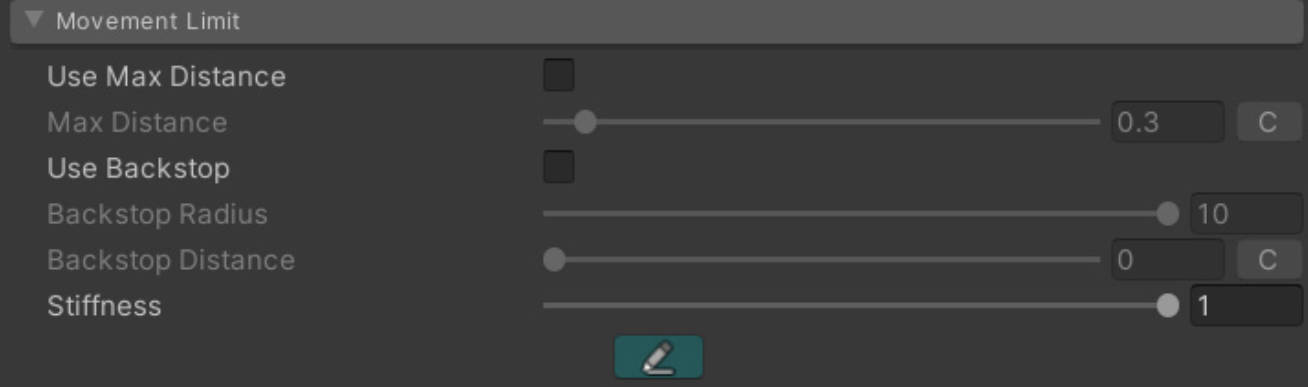 Movement Limit
Use Max Distance
Max Distance 0.3 C
Use Backstop
Backstop Radius 10
Backstop Distance 0 C
Stiffness 1